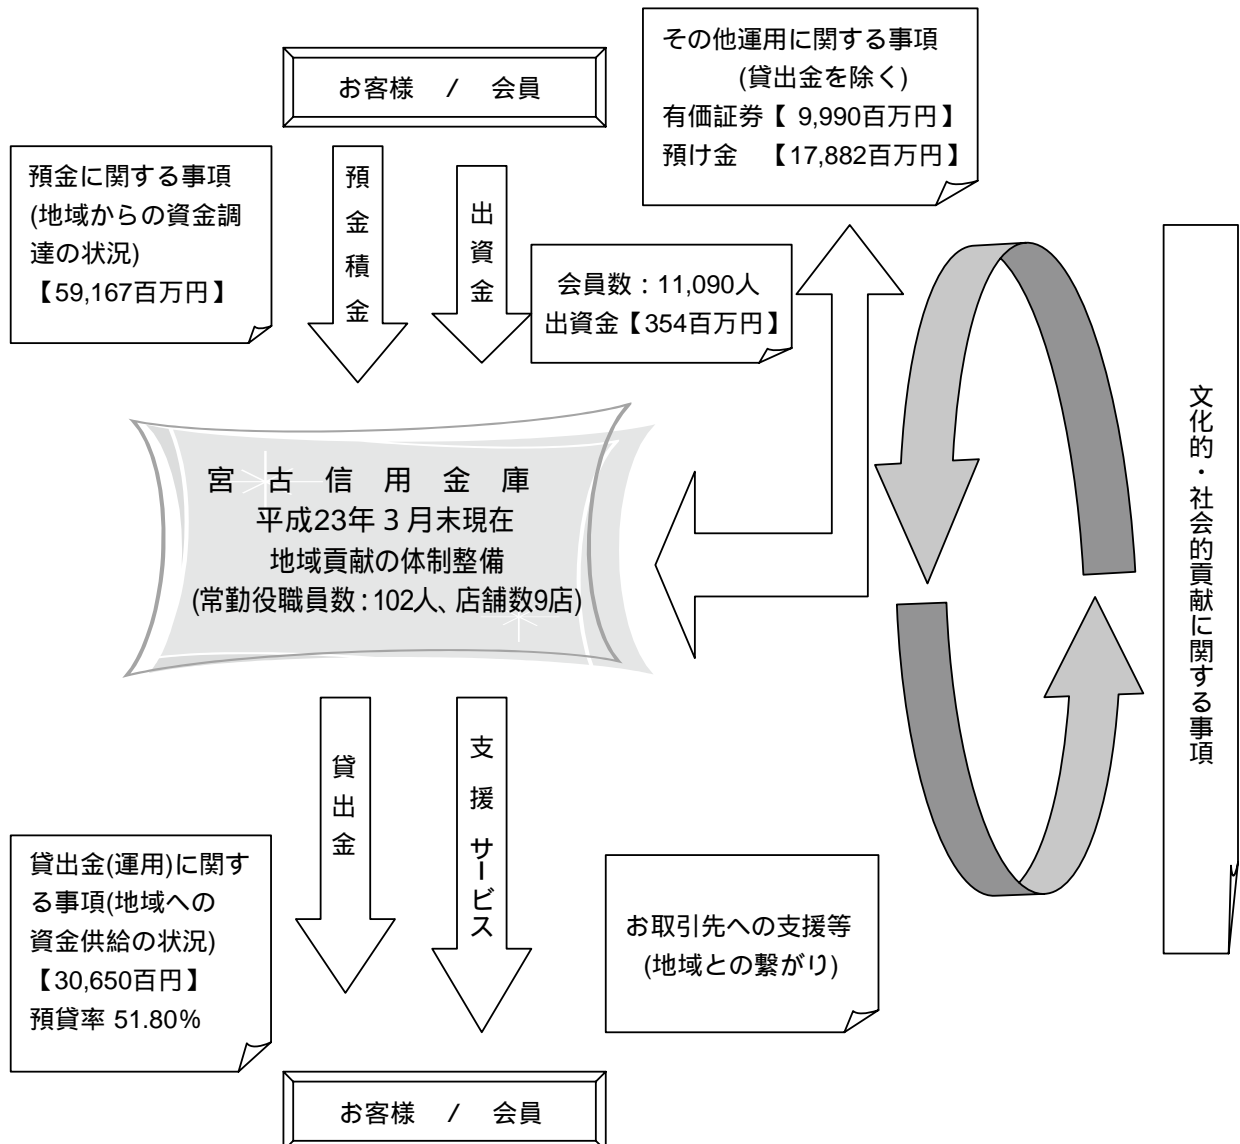 お客様 / 会員
その他運用に関する事項
(貸出金を除く)
有価証券【 9,990百万円】
預け金 【17,882百万円】
預金に関する事項
(地域からの資金調
達の状況)
【59,167百万円】
預金積金
出資金
会員数：11,090人
出資金【354百万円】
宮 古 信 用 金 庫
平成23年３月末現在
地域貢献の体制整備
(常勤役職員数：102人、店舗数9店)
文化的・社会的貢献に関する事項
貸出金
支援サービス
貸出金(運用)に関す
る事項(地域への
資金供給の状況)
【30,650百円】
預貸率 51.80％
お取引先への支援等
(地域との繋がり)
お客様 / 会員